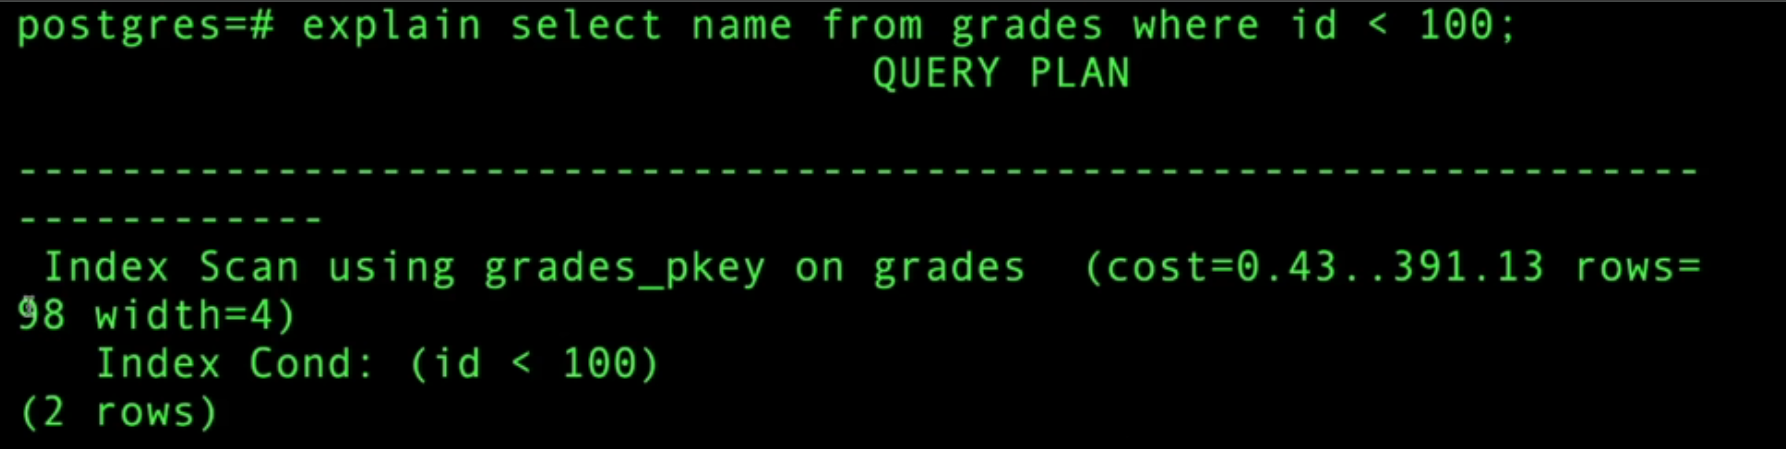 postgres=# explain select name from grades where id < 100;
QUERY PLAN
-----------------------------------------------------------------
------------
Index Scan using grades_pkey on grades  (cost=0.43..391.13 rows=
98 width=4)
Index Cond: (id < 100)
(2 rows)